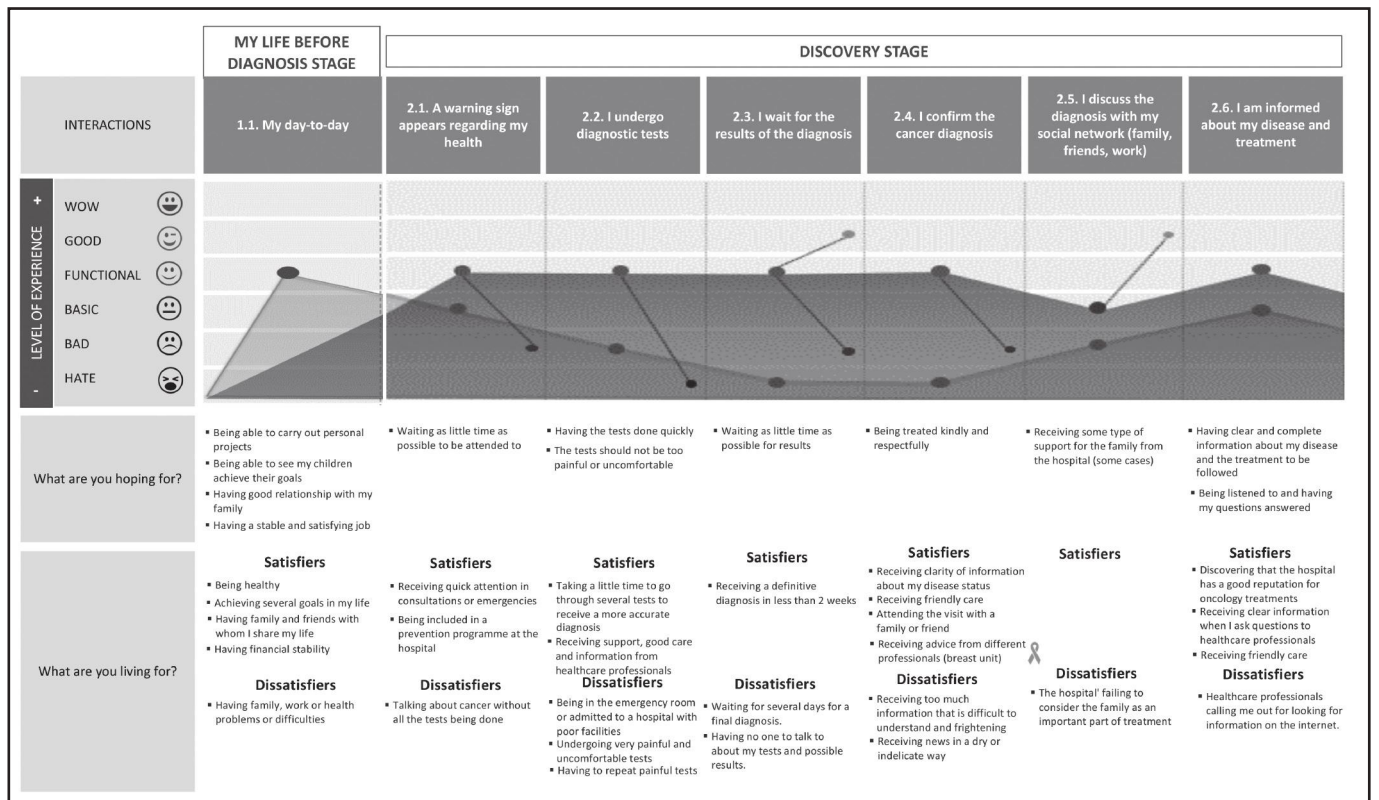 MY LIFE BEFORE
DIAGNOSIS STAGE
DISCOVERY STAGE
INTERACTIONS
1.1. My day-to-day
2.1. A warning sign
appears regarding my
health
2.2. I undergo
diagnostic tests
2.3. I wait for the
results of the diagnosis
2.4. I confirm the
cancer diagnosis
2.5. I discuss the
diagnosis with my
social network (family,
friends, work)
2.6. I am informed
about my disease and
treatment
+
LEVEL OF EXPERIENCE
-
WOW
GOOD
FUNCTIONAL
BASIC
BAD
HATE
What are you hoping for?
▪ Being able to carry out personal
projects
▪ Being able to see my children
achieve their goals
▪ Having good relationship with my
family
▪ Having a stable and satisfying job
▪ Waiting as little time as
possible to be attended to
▪ Having the tests done quickly
▪ The tests should not be too
painful or uncomfortable
▪ Waiting as little time as
possible for results
▪ Being treated kindly and
respectfully
▪ Receiving some type of
support for the family from
the hospital (some cases)
▪ Having clear and complete
information about my disease
and the treatment to be
followed
▪ Being listened to and having
my questions answered
What are you living for?
Satisfiers
▪ Being healthy
▪ Achieving several goals in my life
▪ Having family and friends with
whom I share my life
▪ Having financial stability
Dissatisfiers
▪ Having family, work or health
problems or difficulties
Satisfiers
▪ Receiving quick attention in
consultations or emergencies
▪ Being included in a
prevention programme at the
hospital
Dissatisfiers
▪ Talking about cancer without
all the tests being done
Satisfiers
▪ Taking a little time to go
through several tests to
receive a more accurate
diagnosis
▪ Receiving support, good care
and information from
healthcare professionals
Dissatisfiers
▪ Being in the emergency room
or admitted to a hospital with
poor facilities
▪ Undergoing very painful and
uncomfortable tests
▪ Having to repeat painful tests
Satisfiers
▪ Receiving a definitive
diagnosis in less than 2 weeks
Dissatisfiers
▪ Waiting for several days for a
final diagnosis.
▪ Having no one to talk to
about my tests and possible
results.
Satisfiers
▪ Receiving clarity of information
about my disease status
▪ Receiving friendly care
▪ Attending the visit with a
family or friend
▪ Receiving advice from different
professionals (breast unit)
Dissatisfiers
▪ Receiving too much
information that is difficult to
understand and frightening
▪ Receiving news in a dry or
indelicate way
Satisfiers
Dissatisfiers
▪ The hospital' failing to
consider the family as an
important part of treatment
Satisfiers
▪ Discovering that the hospital
has a good reputation for
oncology treatments
▪ Receiving clear information
when I ask questions to
healthcare professionals
▪ Receiving friendly care
Dissatisfiers
▪ Healthcare professionals
calling me out for looking for
information on the internet.